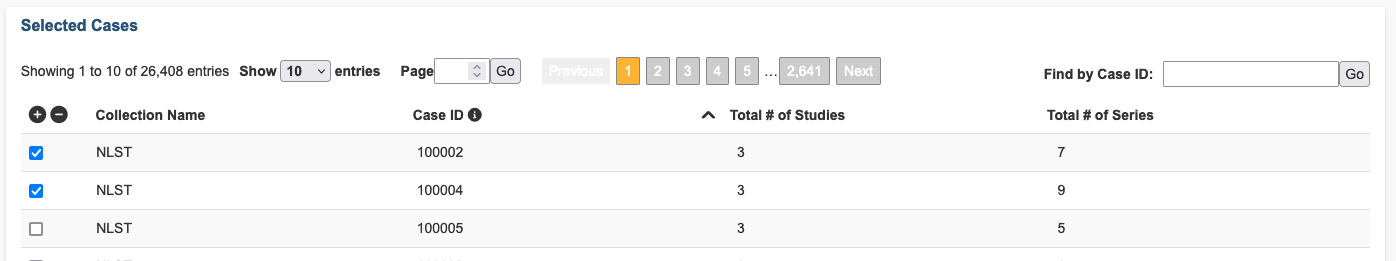 Selected Cases
Showing 1 to 10 of 26,408 entries Show 10 entries Page Go Previous 1 2 3 4 5 ... 2,641 Next Find by Case ID: Go
Collection Name Case ID Total # of Studies Total # of Series
NLST 100002 3 7
NLST 100004 3 9
NLST 100005 3 5